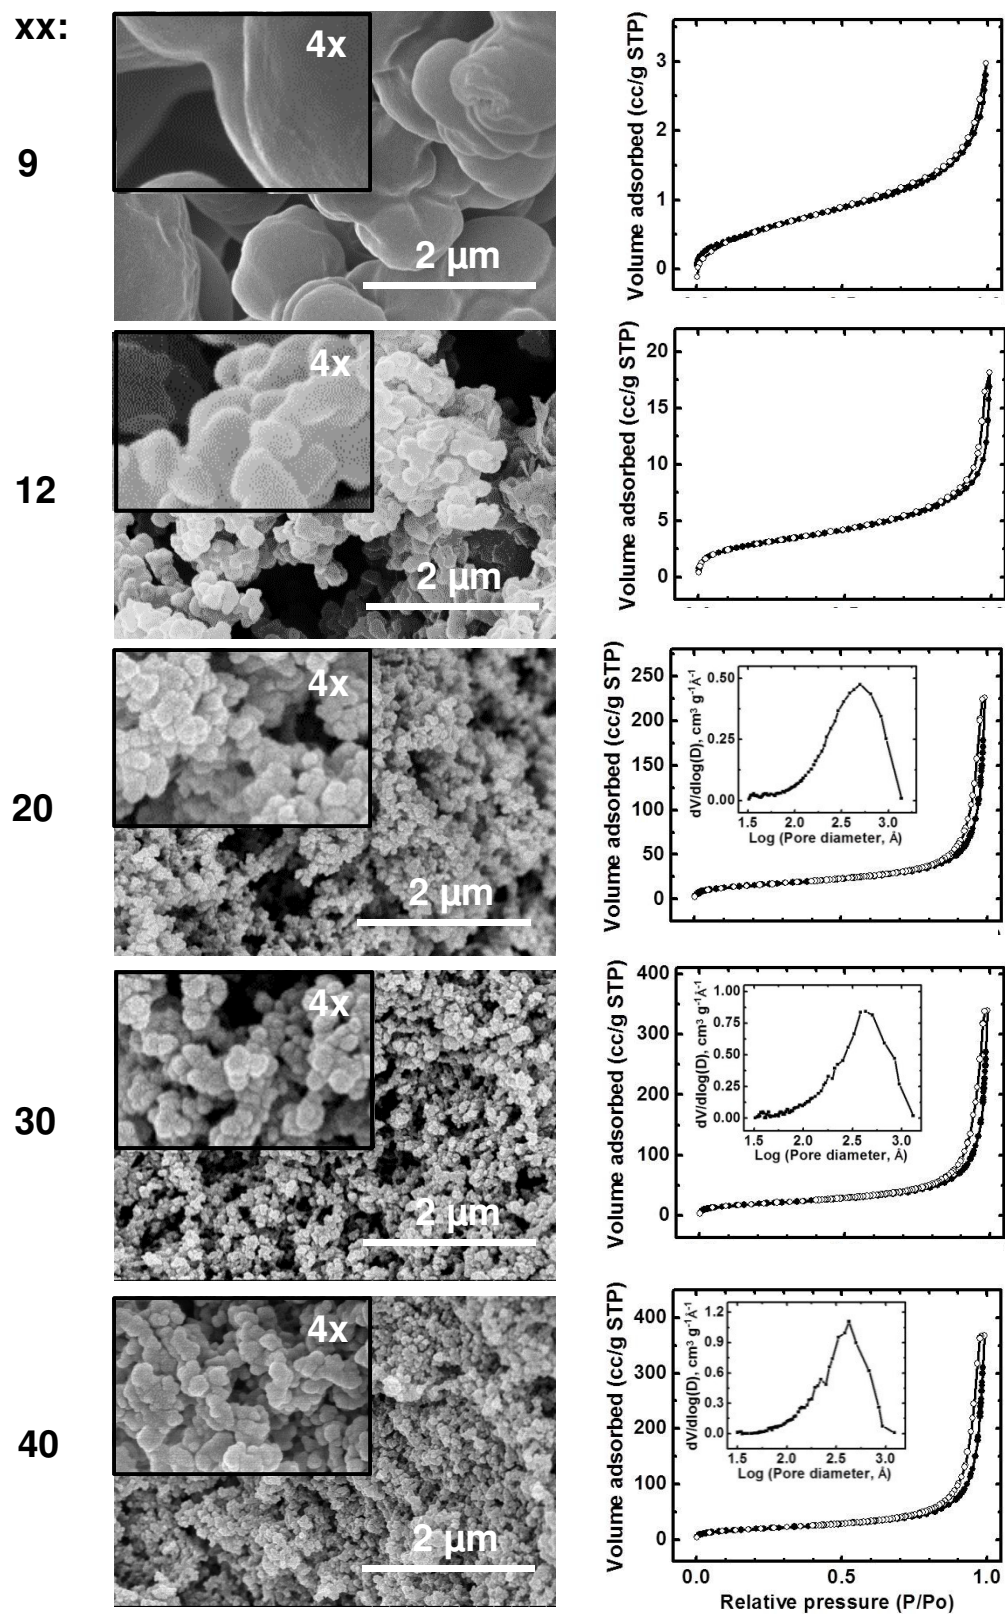 xx:
9
4x
2 µm
Volume adsorbed (cc/g STP)
3
2
1
0
12
4x
2 µm
Volume adsorbed (cc/g STP)
20
15
10
5
0
20
4x
2 µm
Volume adsorbed (cc/g STP)
250
200
150
100
50
0
dV/dlog(D), cm³ g⁻¹Å⁻¹
0.50
0.25
0.00
1.5 2.0 2.5 3.0
Log (Pore diameter, Å)
30
4x
2 µm
Volume adsorbed (cc/g STP)
400
300
200
100
0
dV/dlog(D), cm³ g⁻¹Å⁻¹
1.00
0.75
0.50
0.25
0.00
1.5 2.0 2.5 3.0
Log (Pore diameter, Å)
40
4x
2 µm
Volume adsorbed (cc/g STP)
400
300
200
100
0
dV/dlog(D), cm³ g⁻¹Å⁻¹
1.2
0.9
0.6
0.3
0.0
1.5 2.0 2.5 3.0
Log (Pore diameter, Å)
0.0 0.5 1.0
Relative pressure (P/Po)